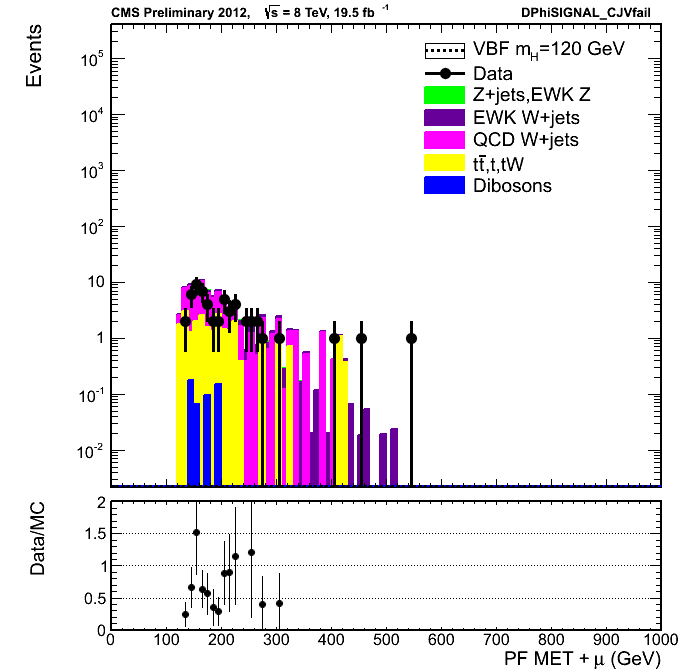 CMS Preliminary 2012, √s = 8 TeV, 19.5 fb⁻¹ DPhiSIGNAL_CJVfail
Events
VBF m_H=120 GeV
Data
Z+jets,EWK Z
EWK W+jets
QCD W+jets
tt̄,t,tW
Dibosons
10⁵
10⁴
10³
10²
10
1
10⁻¹
10⁻²
Data/MC
2
1.5
1
0.5
0
0 100 200 300 400 500 600 700 800 900 1000
PF MET + μ (GeV)